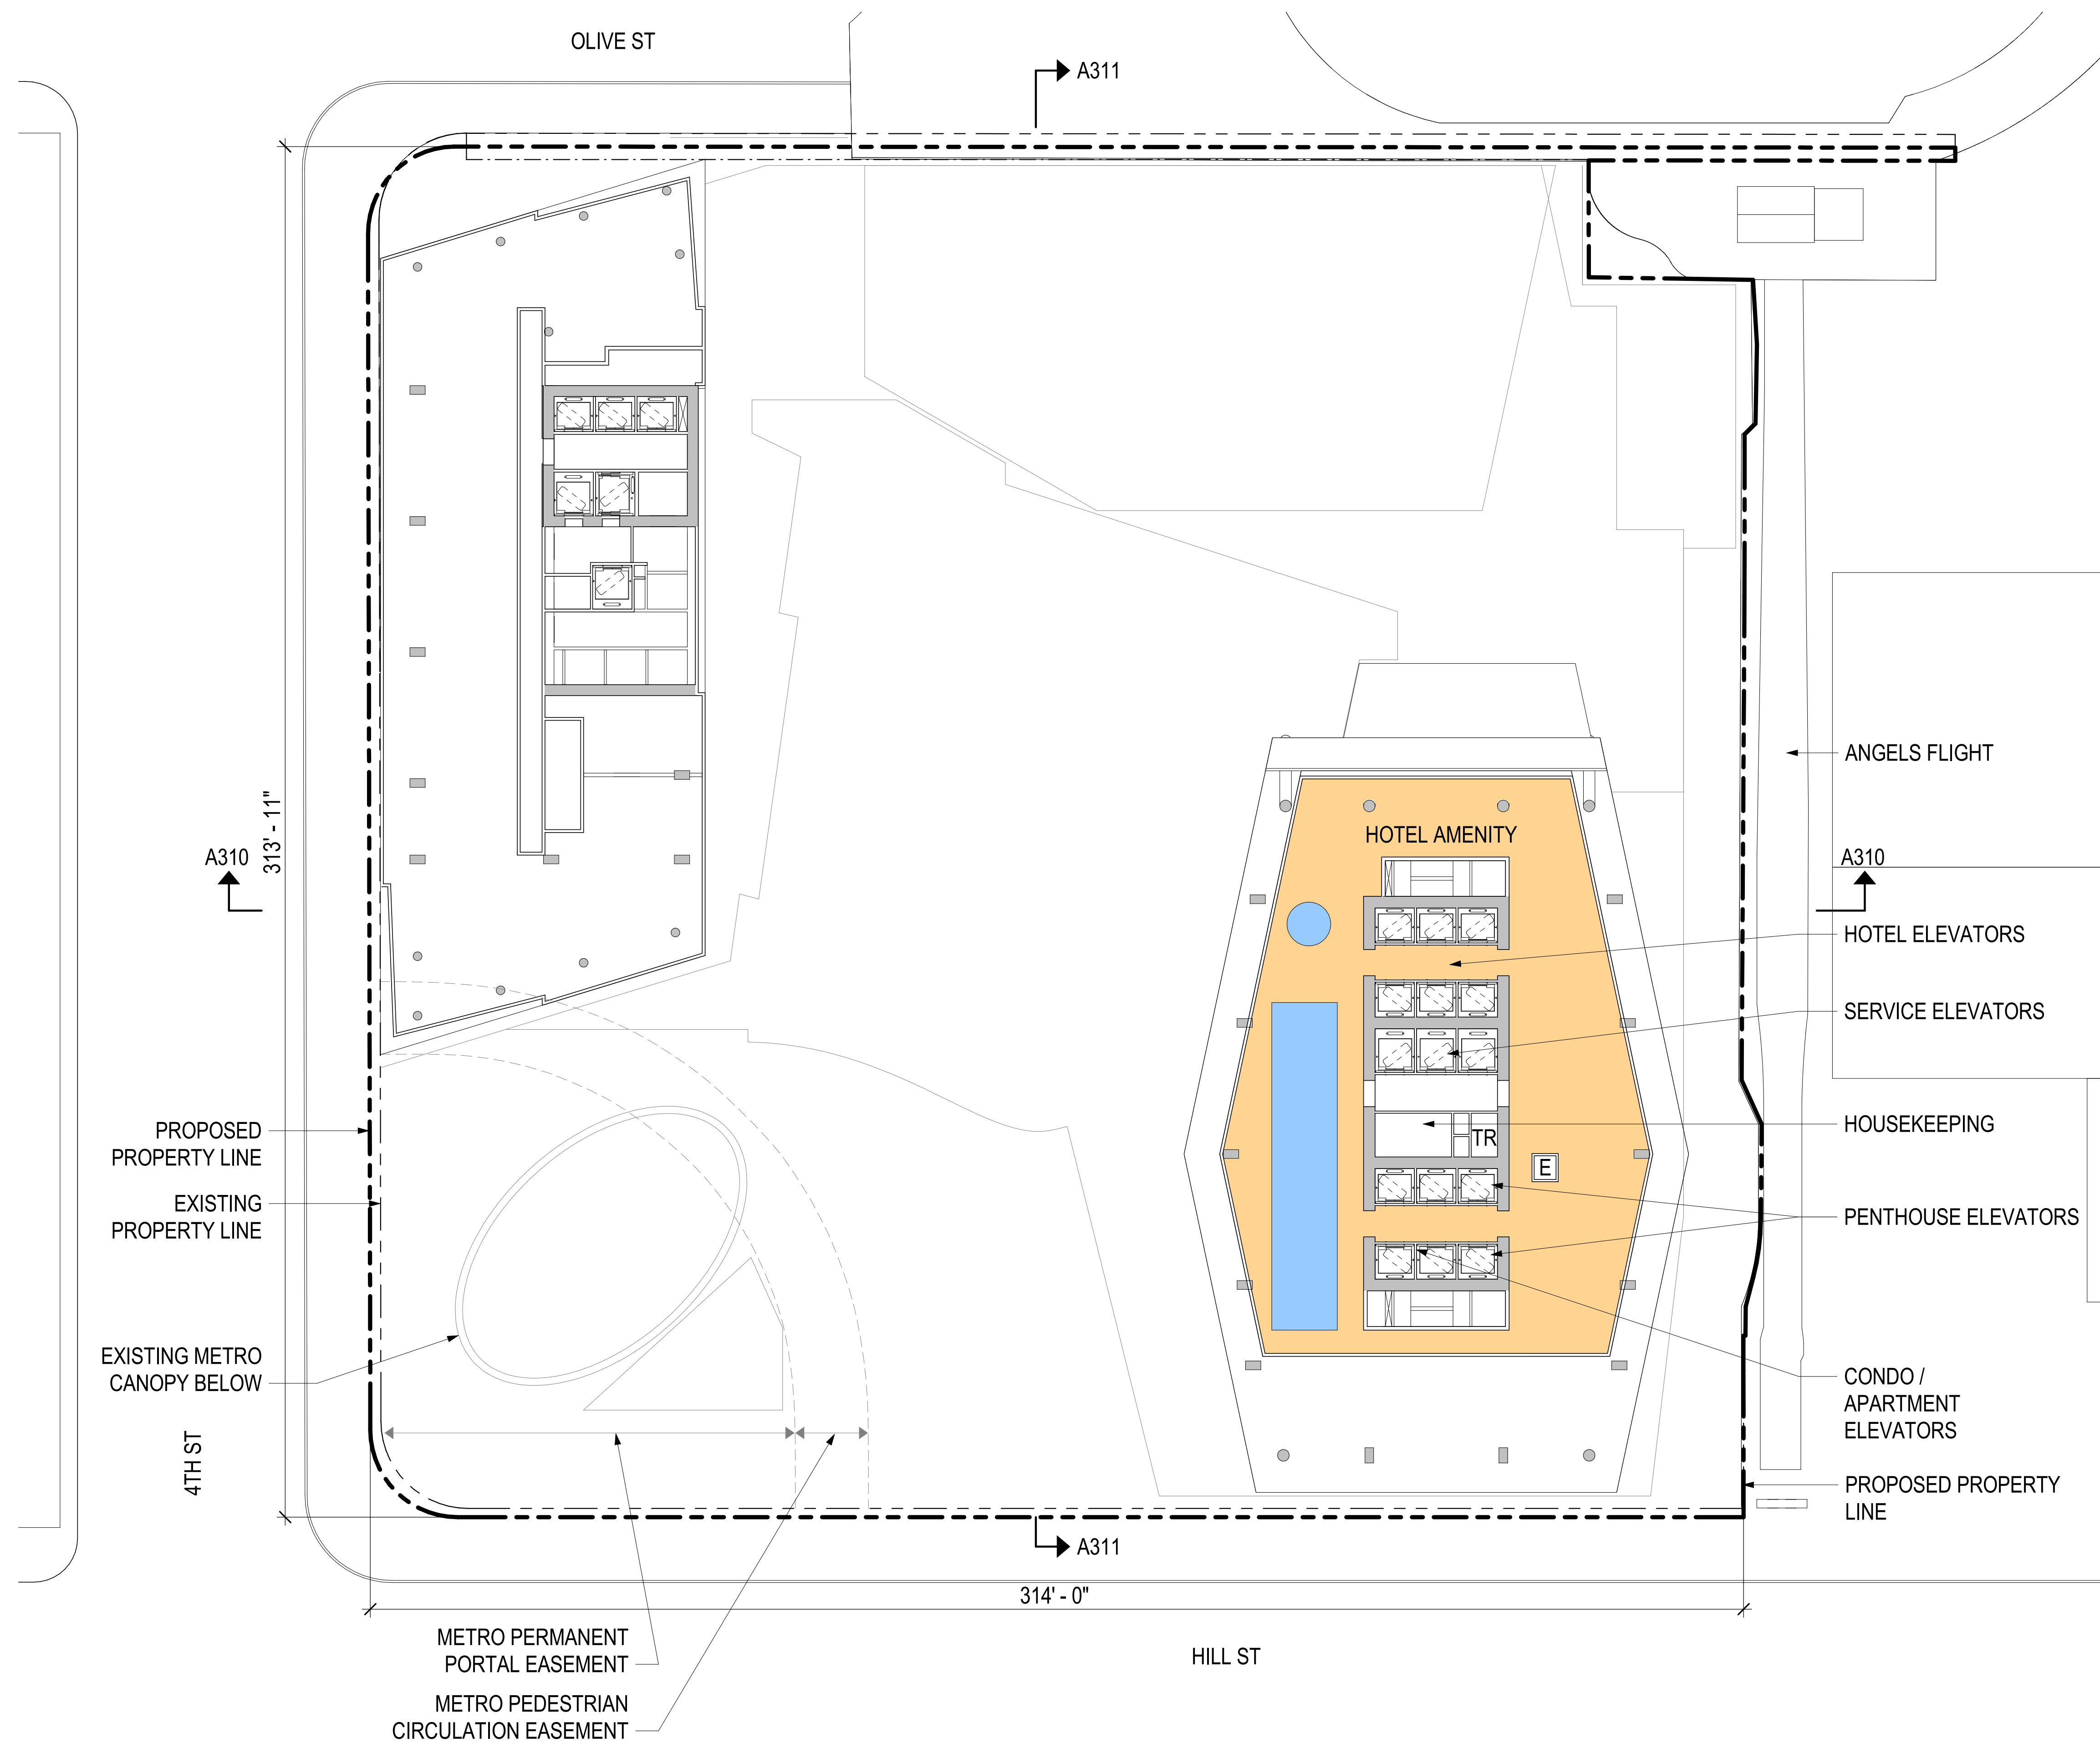 OLIVE ST
A311
ANGELS FLIGHT
313' - 11"
HOTEL AMENITY
A310
A310
HOTEL ELEVATORS
SERVICE ELEVATORS
HOUSEKEEPING
TR
E
PROPOSED
PROPERTY LINE
EXISTING
PROPERTY LINE
PENTHOUSE ELEVATORS
EXISTING METRO
CANOPY BELOW
CONDO /
APARTMENT
ELEVATORS
4TH ST
PROPOSED PROPERTY
LINE
A311
314' - 0"
METRO PERMANENT
PORTAL EASEMENT
HILL ST
METRO PEDESTRIAN
CIRCULATION EASEMENT